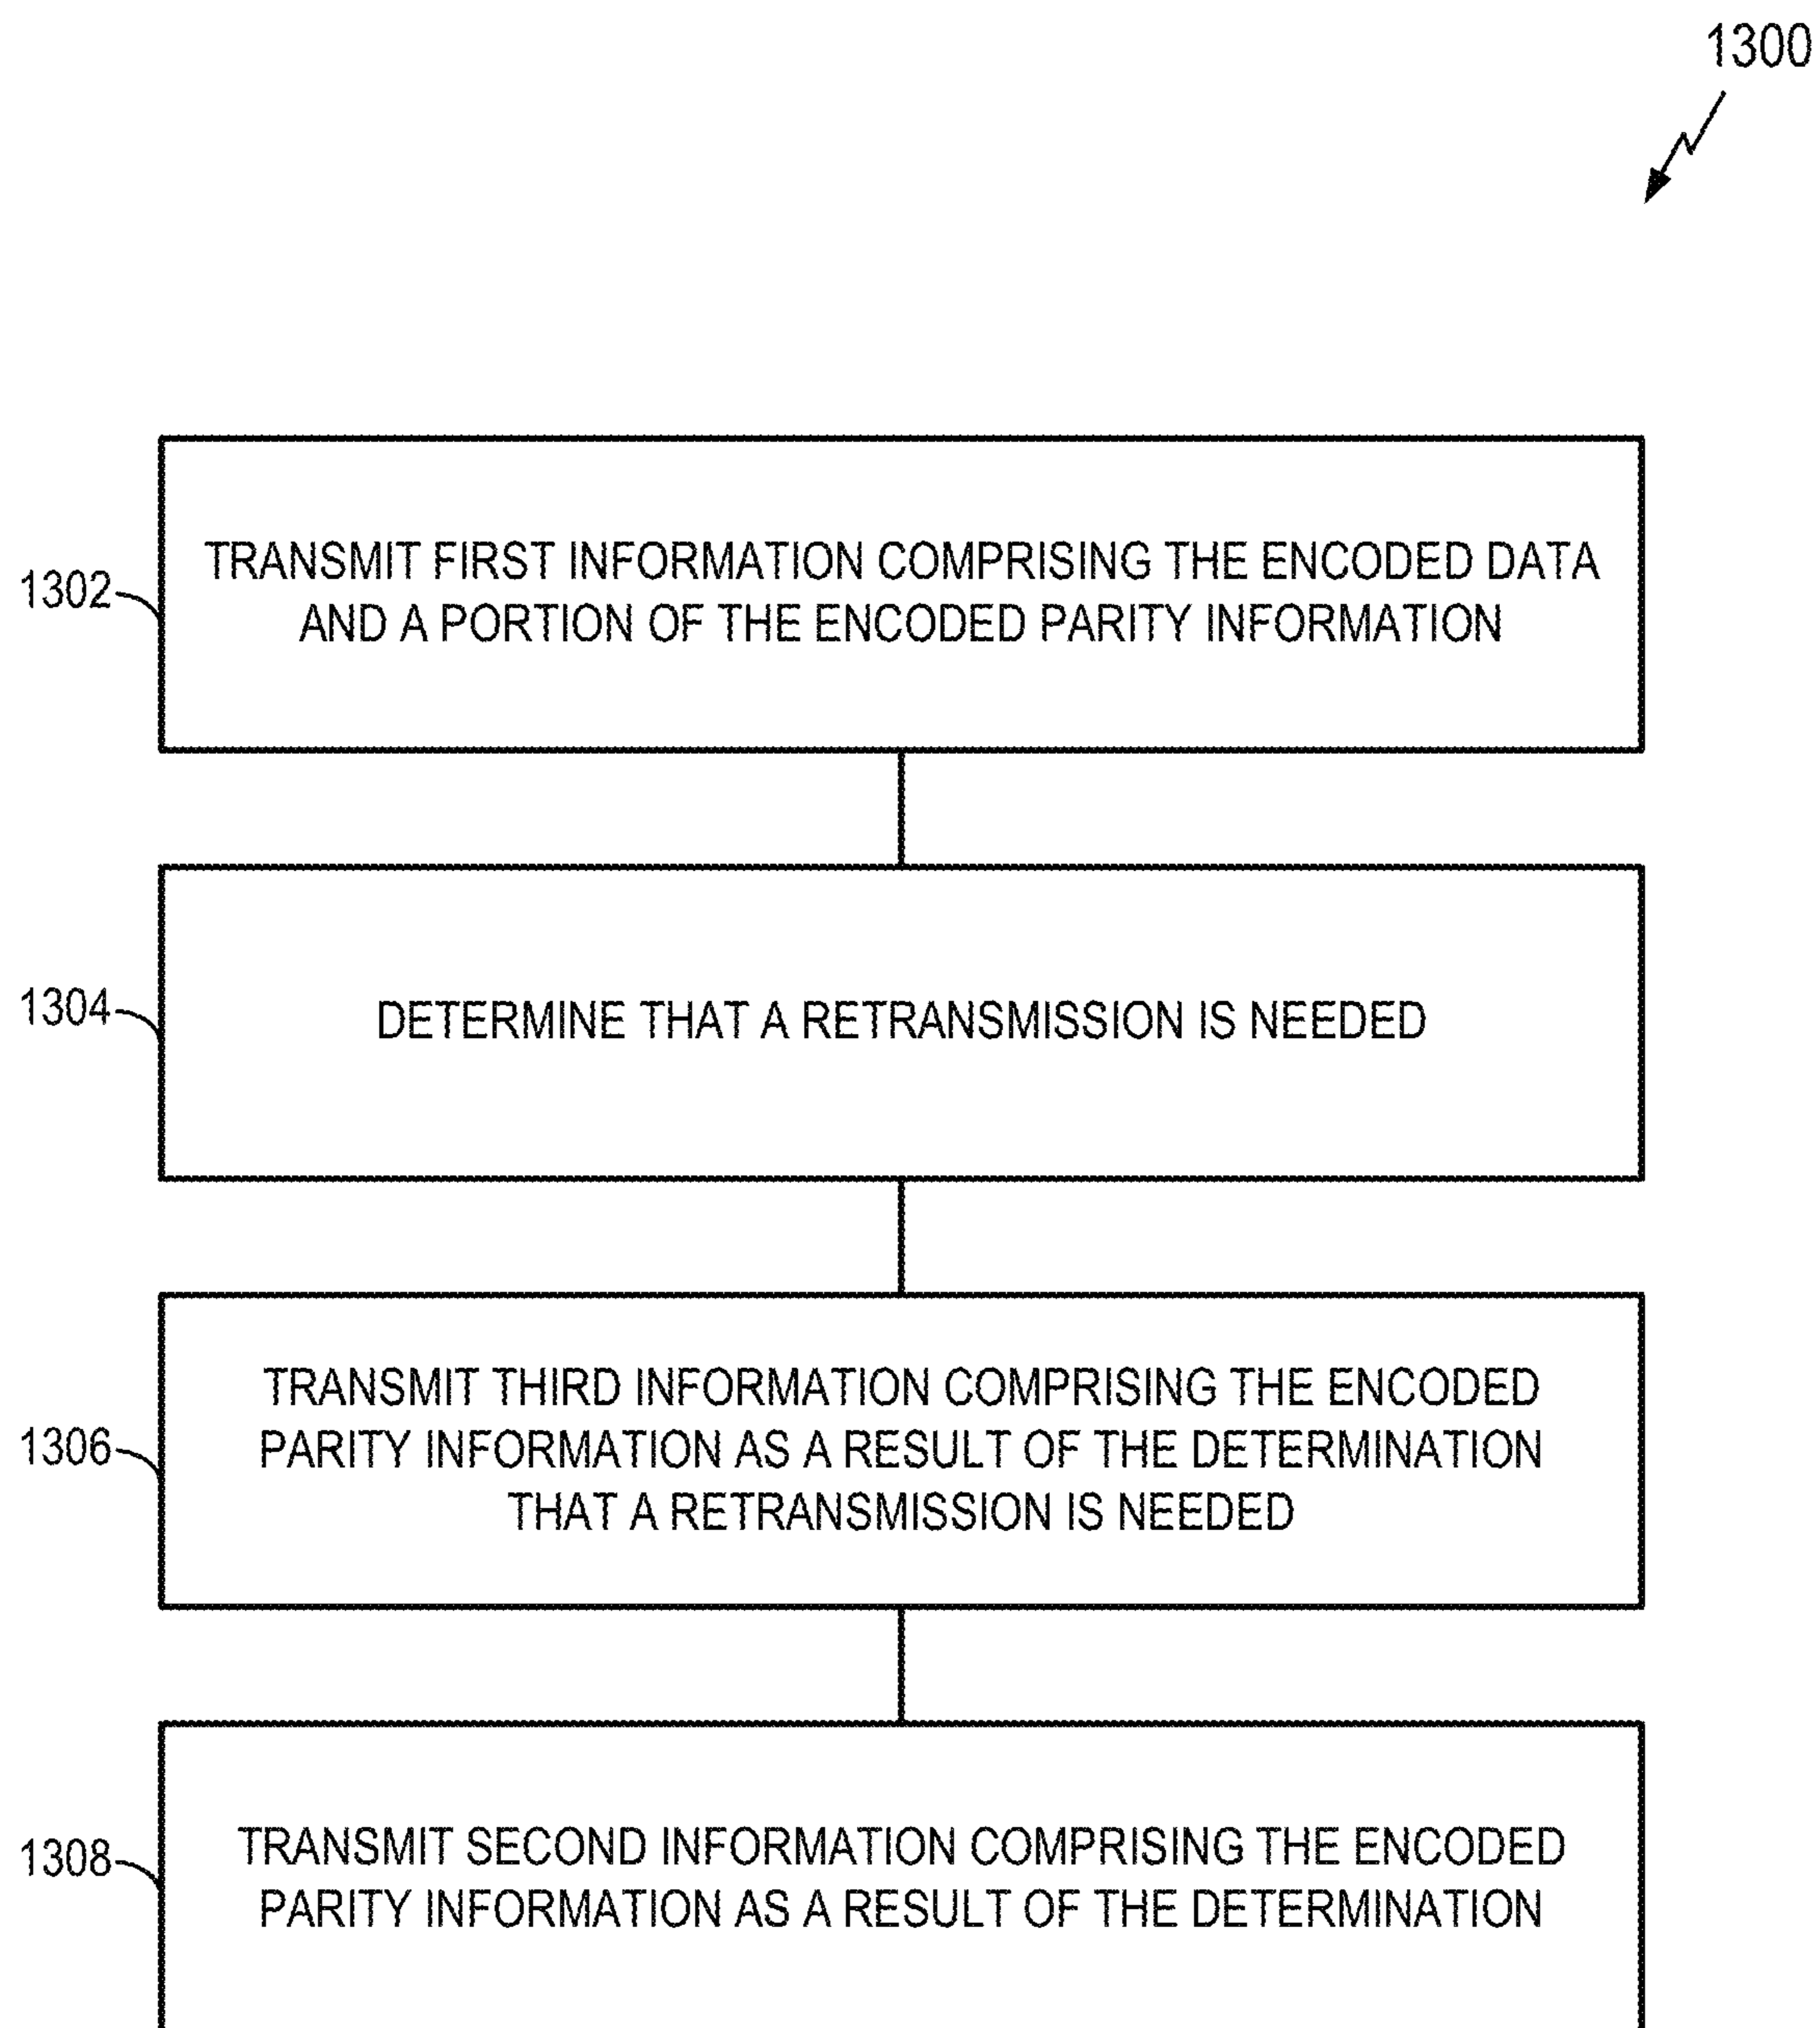 1300
1302
TRANSMIT FIRST INFORMATION COMPRISING THE ENCODED DATA
AND A PORTION OF THE ENCODED PARITY INFORMATION
1304
DETERMINE THAT A RETRANSMISSION IS NEEDED
1306
TRANSMIT THIRD INFORMATION COMPRISING THE ENCODED
PARITY INFORMATION AS A RESULT OF THE DETERMINATION
THAT A RETRANSMISSION IS NEEDED
1308
TRANSMIT SECOND INFORMATION COMPRISING THE ENCODED
PARITY INFORMATION AS A RESULT OF THE DETERMINATION